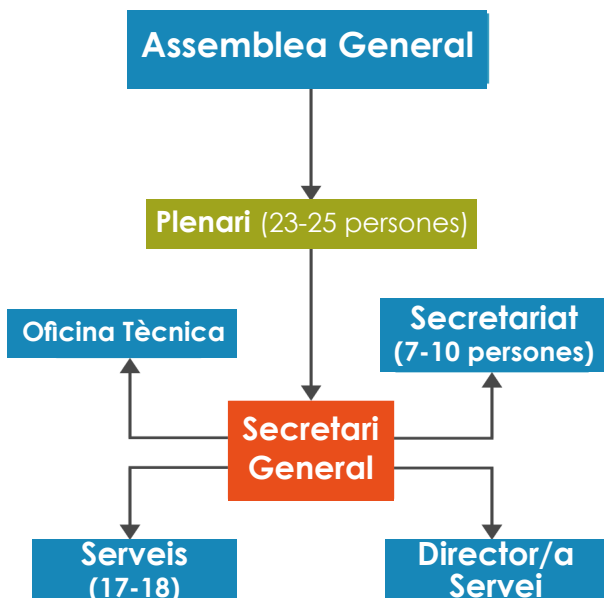 Assemblea General
Plenari (23-25 persones)
Oficina Tècnica
Secretariat
(7-10 persones)
Secretari
General
Serveis
(17-18)
Director/a
Servei